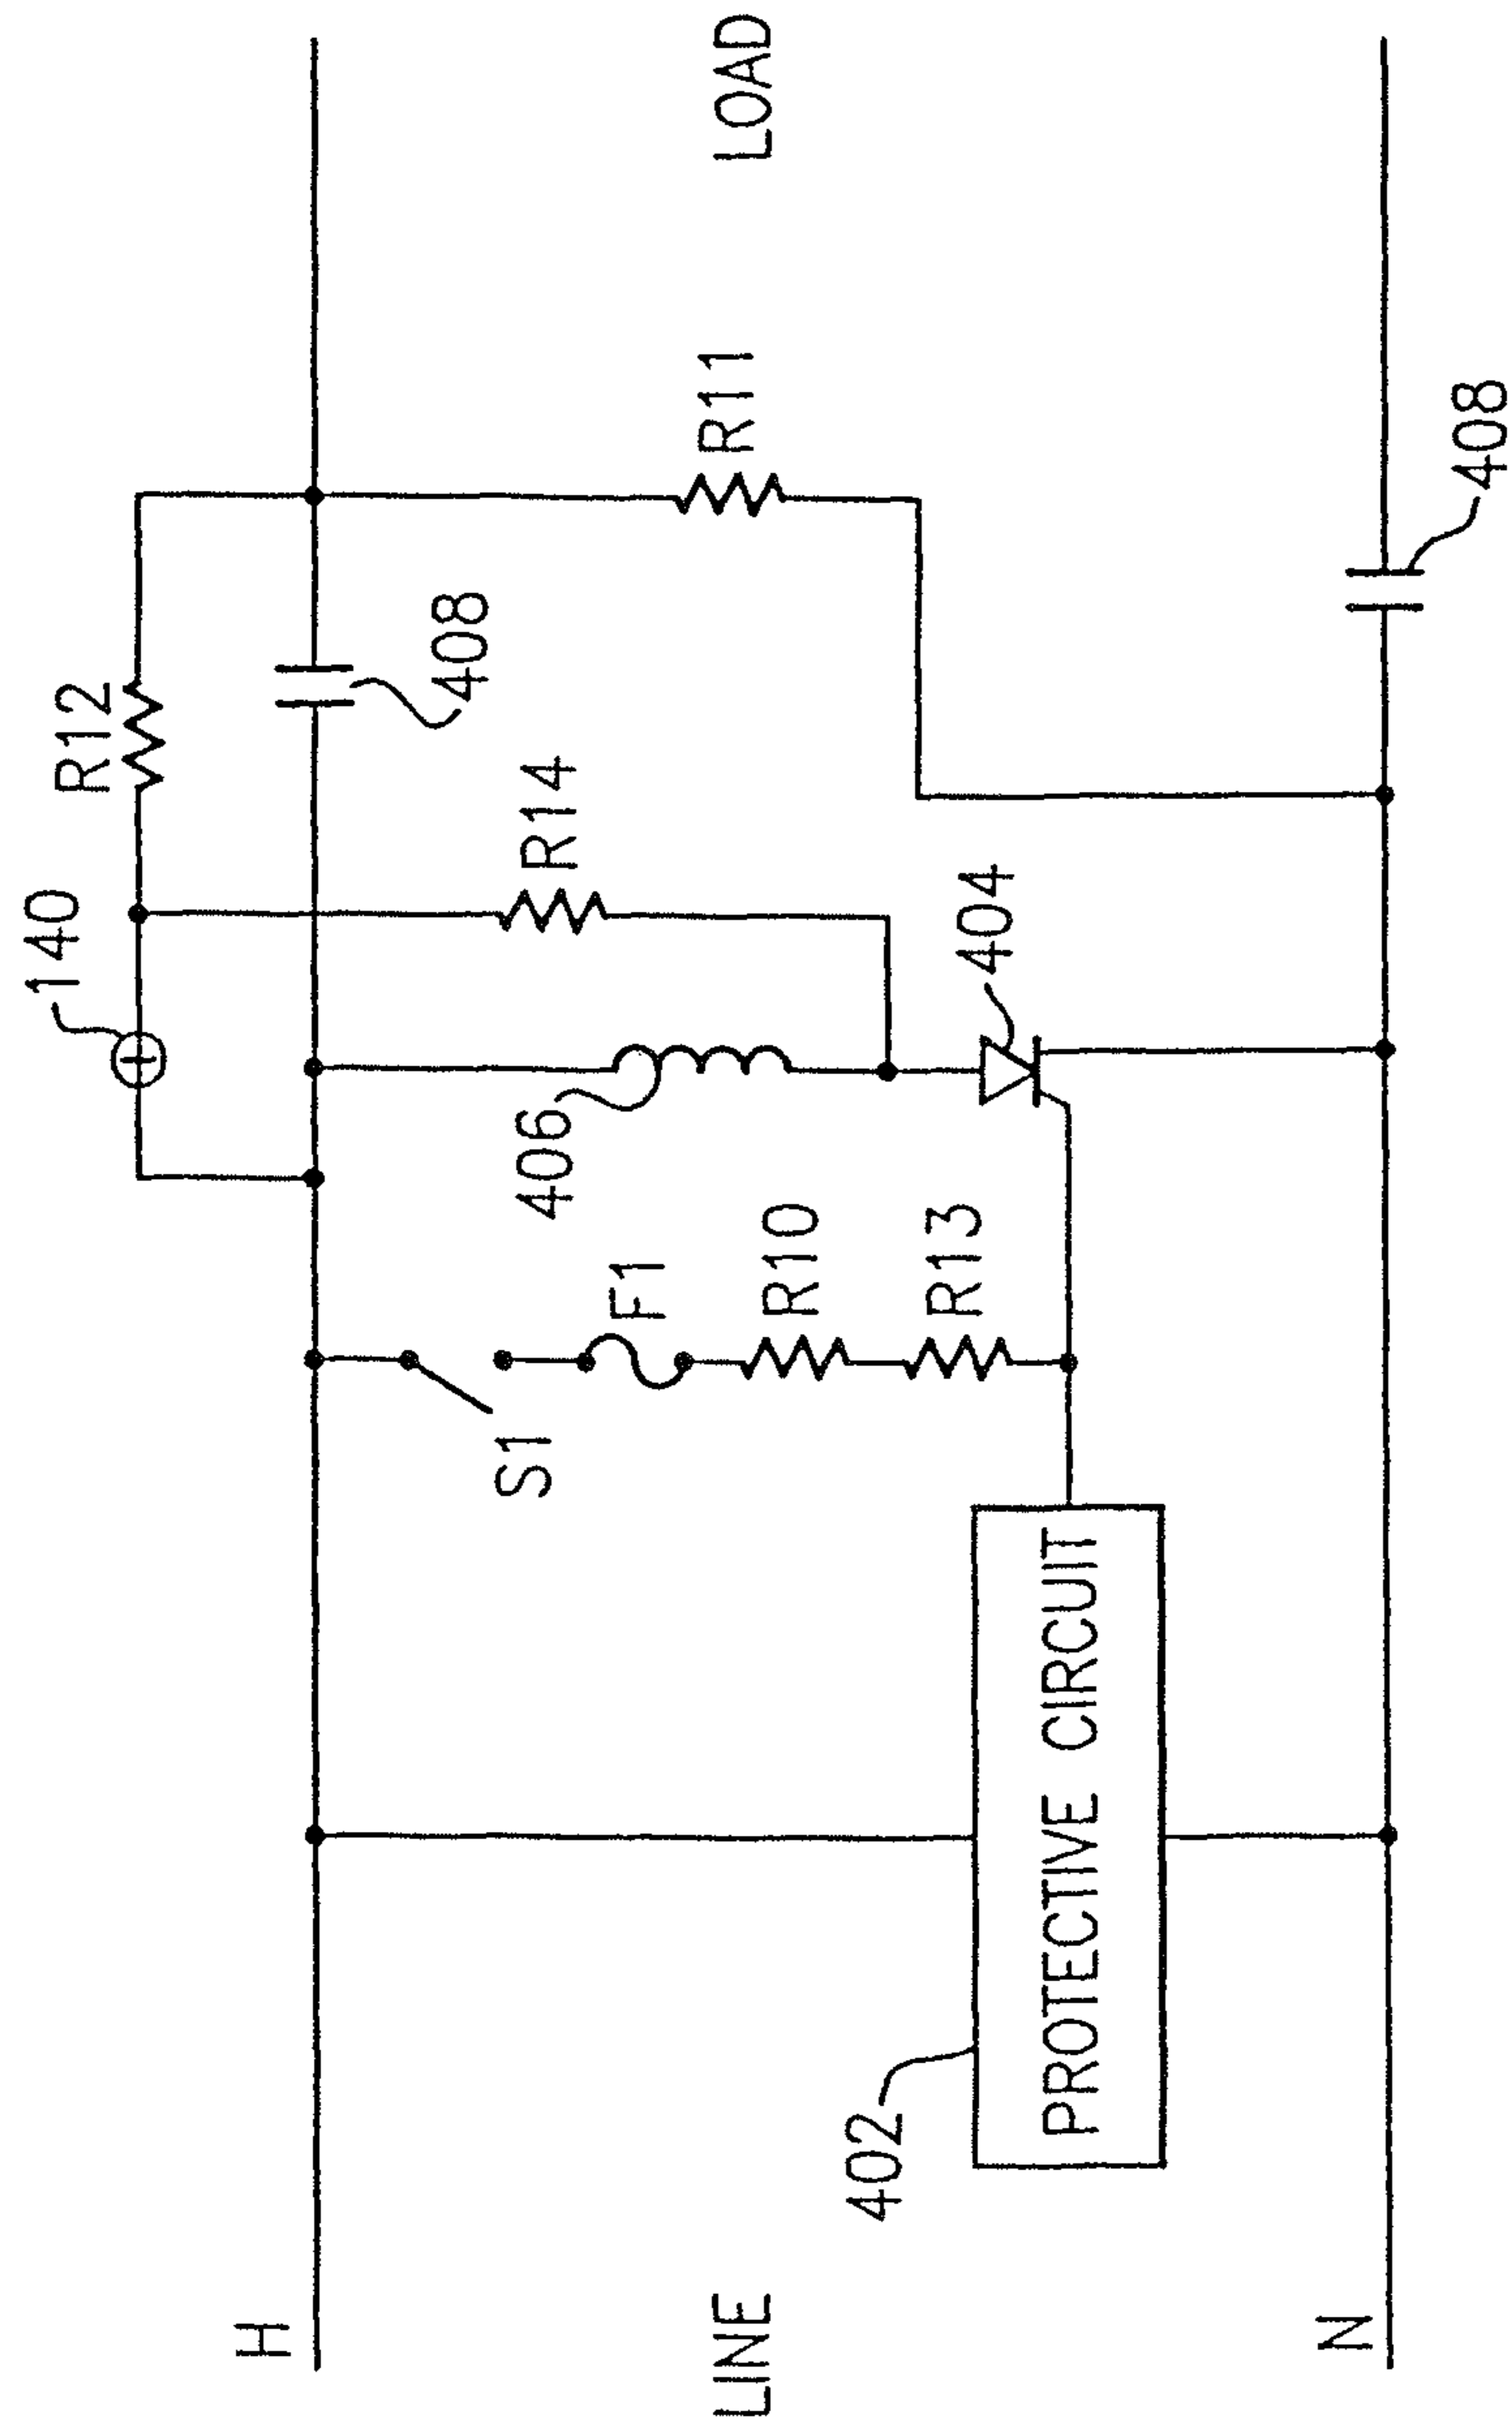 140
R12
H
408
R14
406
S1
F1
LINE
LOAD
R11
R10
404
R13
402
PROTECTIVE CIRCUIT
N
408